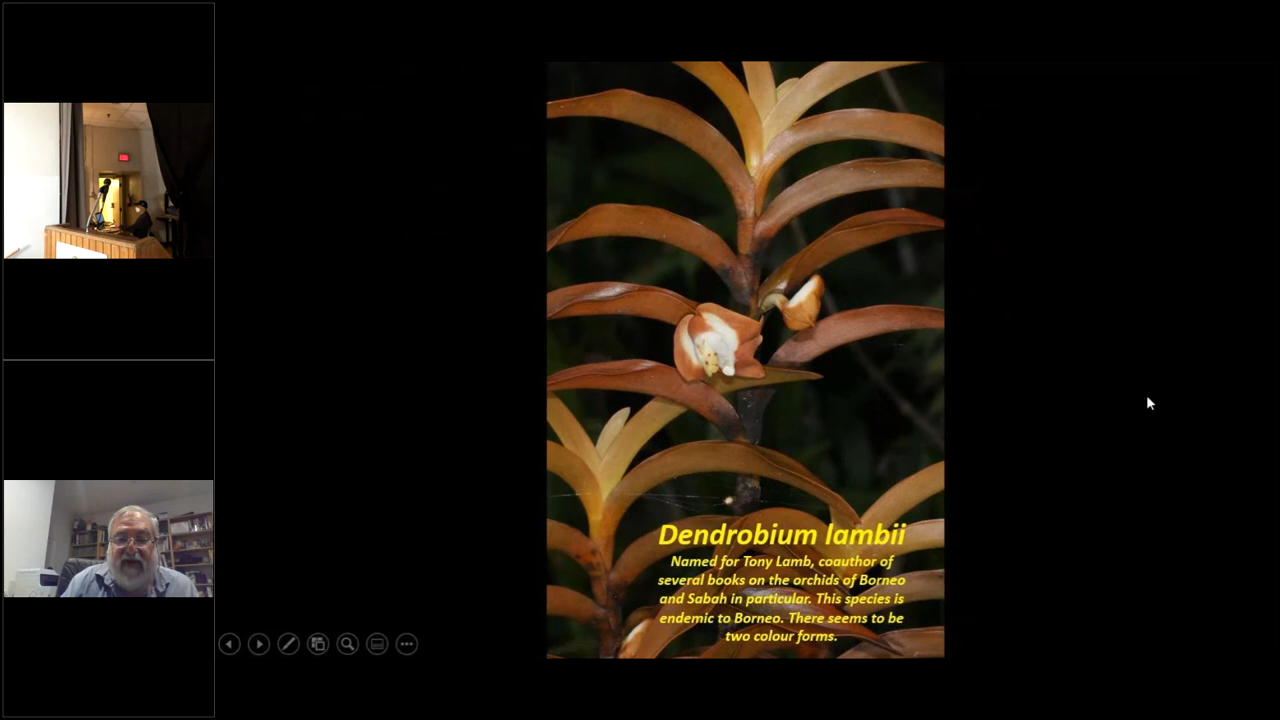 Dendrobium lambii
Named for Tony Lamb, coauthor of
several books on the orchids of Borneo
and Sabah in particular. This species is
endemic to Borneo. There seems to be
two colour forms.